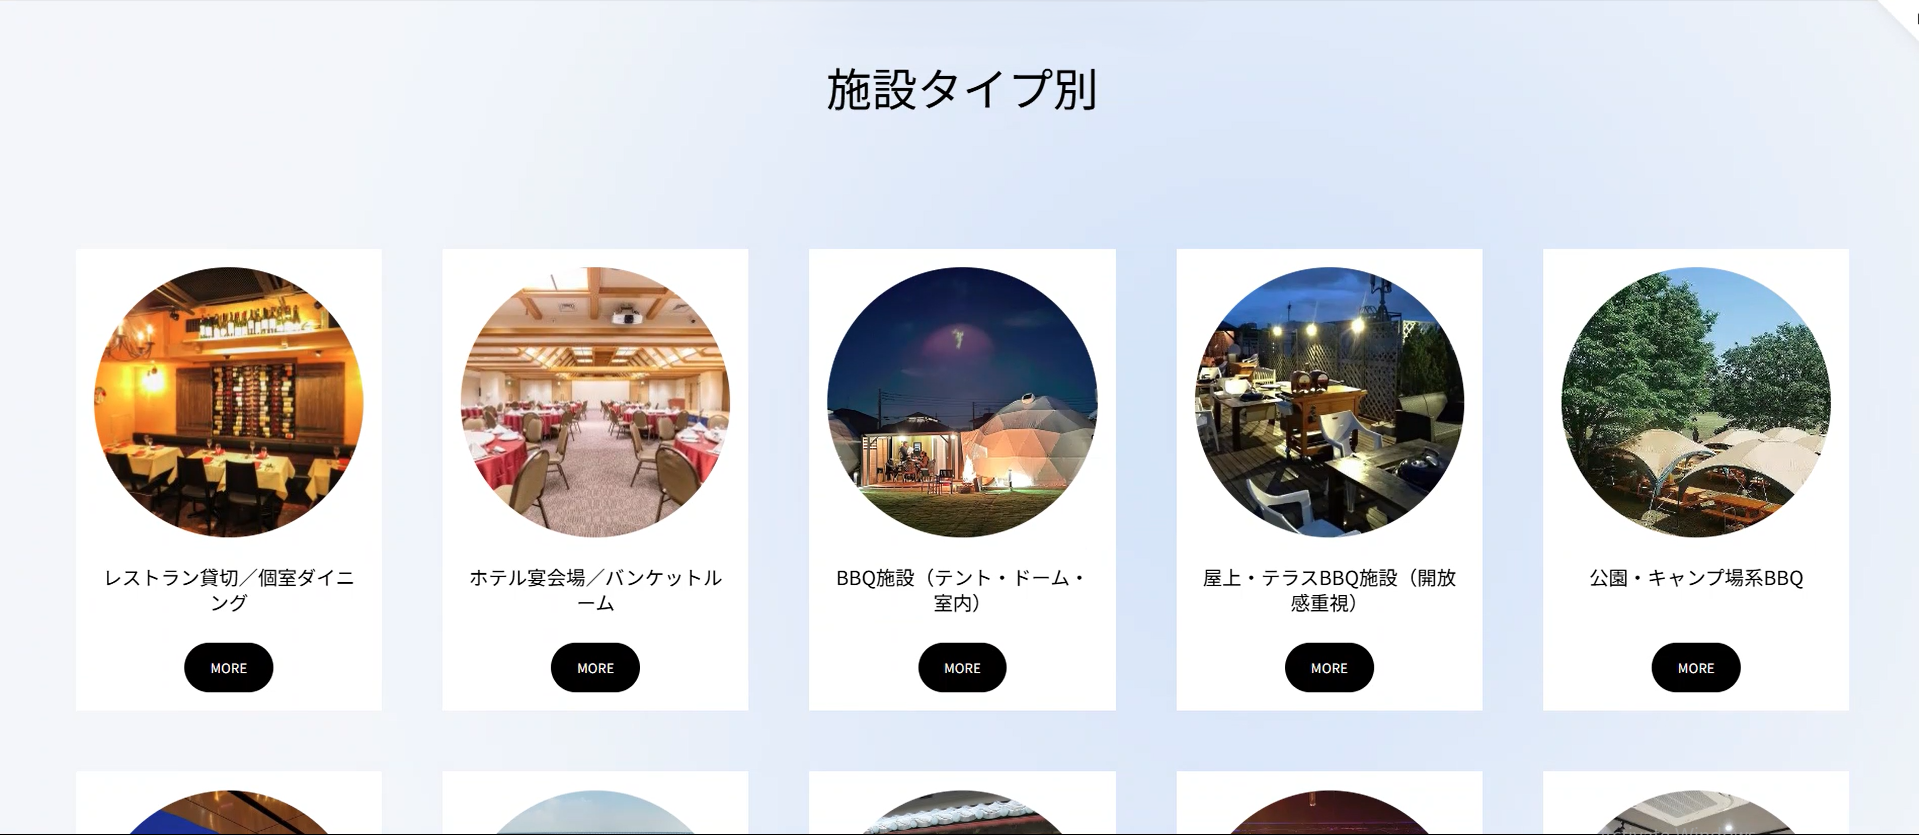 施設タイプ別
レストラン貸切／個室ダイニ
ング
MORE
ホテル宴会場／バンケットル
ーム
MORE
BBQ施設（テント・ドーム・
室内）
MORE
屋上・テラスBBQ施設（開放
感重視）
MORE
公園・キャンプ場系BBQ
MORE